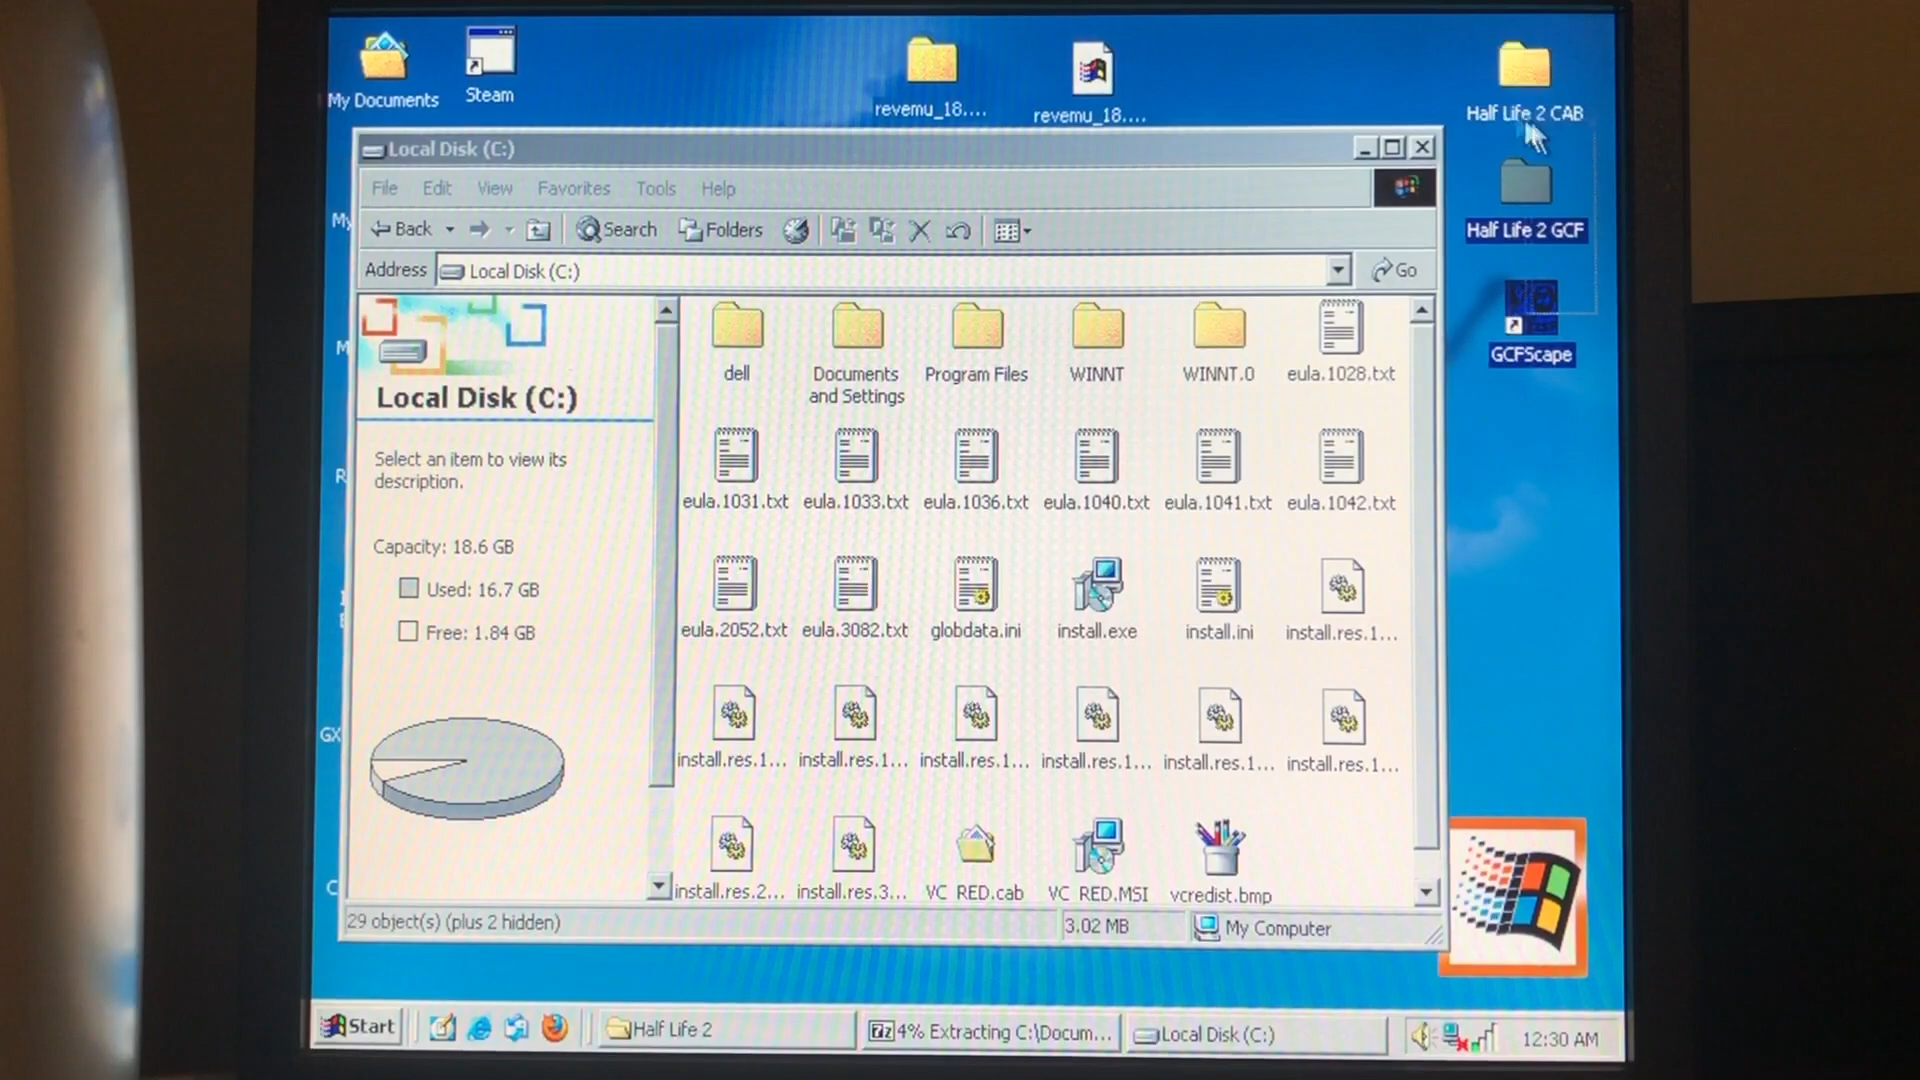 My Documents
Steam
revemu_18....
revemu_18....
Half Life 2 CAB
Half Life 2 GCF
GCFScape
Local Disk (C:)
File Edit View Favorites Tools Help
Back Search Folders
Address Local Disk (C:) Go
Local Disk (C:)
Select an item to view its
description.
Capacity: 18.6 GB
Used: 16.7 GB
Free: 1.84 GB
dell
Documents
and Settings
Program Files
WINNT
WINNT.0
eula.1028.txt
eula.1031.txt
eula.1033.txt
eula.1036.txt
eula.1040.txt
eula.1041.txt
eula.1042.txt
eula.2052.txt
eula.3082.txt
globdata.ini
install.exe
install.ini
install.res.1...
install.res.1...
install.res.1...
install.res.1...
install.res.1...
install.res.1...
install.res.1...
install.res.2...
install.res.3...
VC_RED.cab
VC_RED.MSI
vcredist.bmp
29 object(s) (plus 2 hidden)
3.02 MB
My Computer
My
M
R
GX
C
Start
Half Life 2
7z 4% Extracting C:\Docum...
Local Disk (C:)
12:30 AM